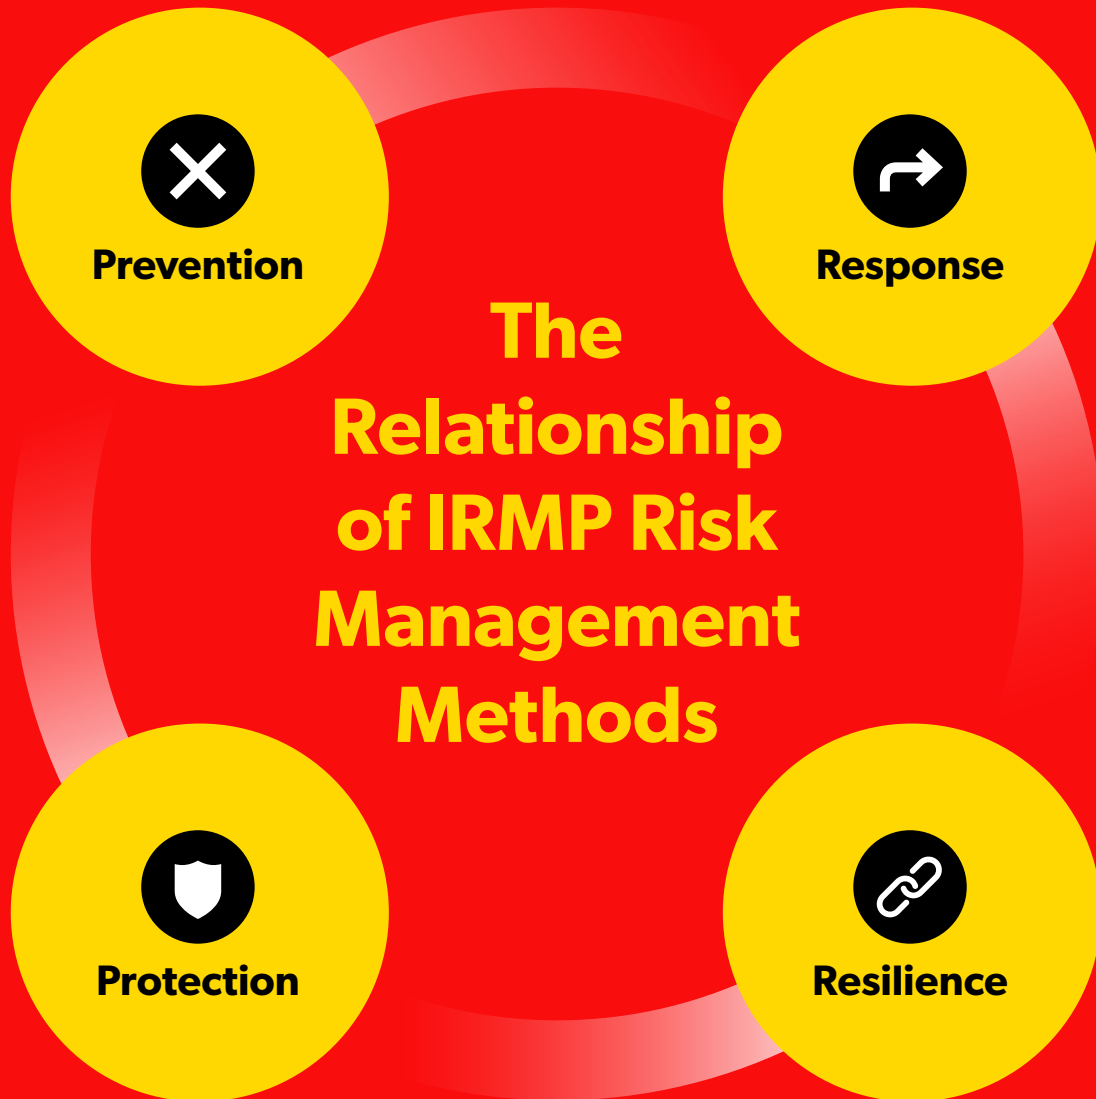 Prevention
Response
The
Relationship
of IRMP Risk
Management
Methods
Protection
Resilience